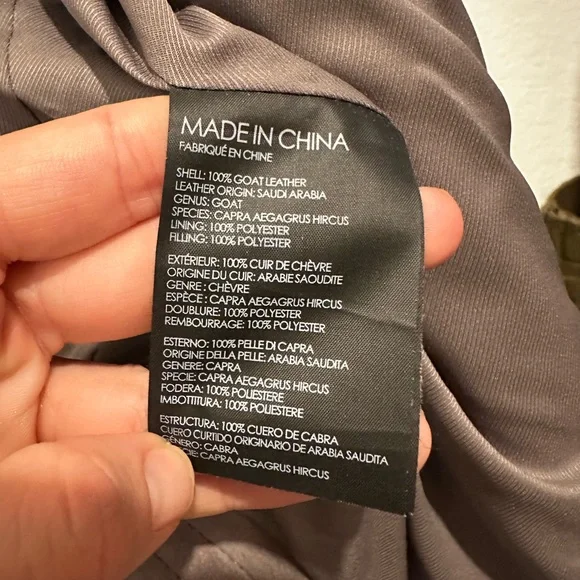 MADE IN CHINA
FABRIQUÉ EN CHINE
SHELL: 100% GOAT LEATHER
LEATHER ORIGIN: SAUDI ARABIA
GENUS: GOAT
SPECIES: CAPRA AEGAGRUS HIRCUS
LINING: 100% POLYESTER
FILLING: 100% POLYESTER
EXTÉRIEUR: 100% CUIR DE CHÈVRE
ORIGINE DU CUIR: ARABIE SAOUDITE
GENRE : CHÈVRE
ESPÈCE : CAPRA AEGAGRUS HIRCUS
DOUBLURE: 100% POLYESTER
REMBOURRAGE: 100% POLYESTER
ESTERNO: 100% PELLE DI CAPRA
ORIGINE DELLA PELLE: ARABIA SAUDITA
GENERE: CAPRA
SPECIE: CAPRA AEGAGRUS HIRCUS
FODERA: 100% POLIESTERE
IMBOTTITURA: 100% POLIESTERE
ESTRUCTURA: 100% CUERO DE CABRA
CUERO CURTIDO ORIGINARIO DE ARABIA SAUDITA
GÉNERO: CABRA
CAPRA AEGAGRUS HIRCUS